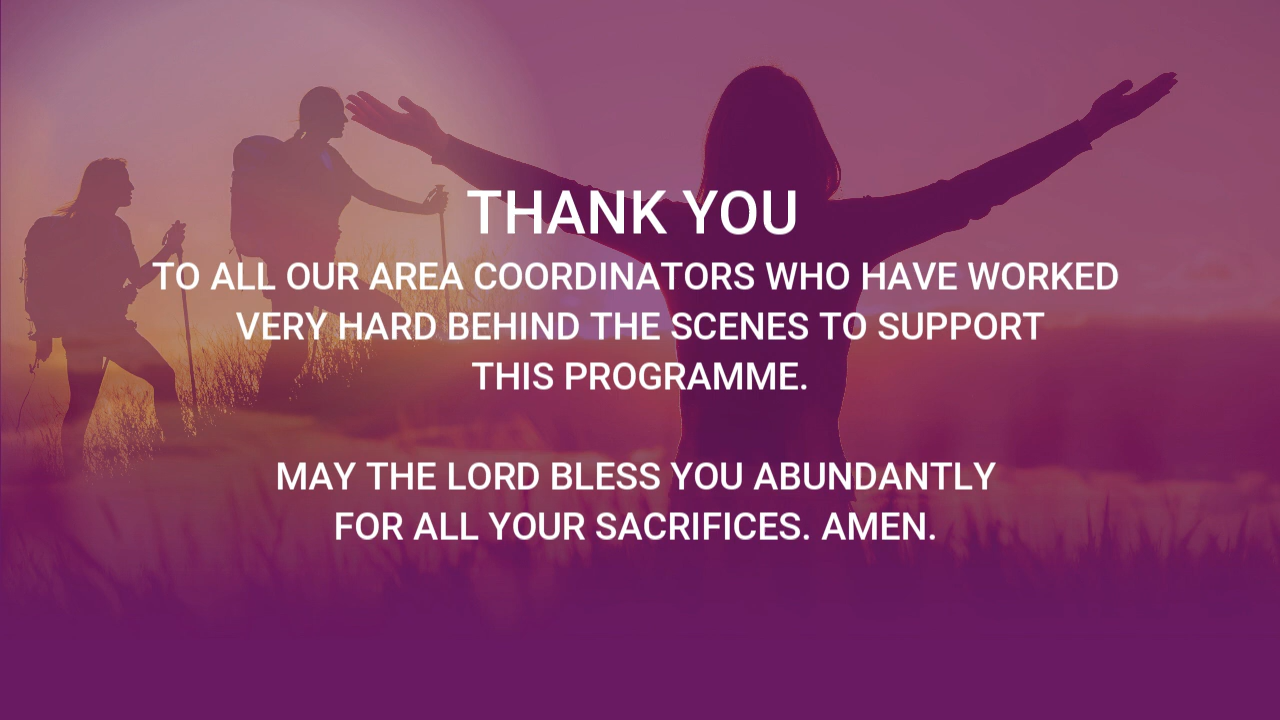 THANK YOU
TO ALL OUR AREA COORDINATORS WHO HAVE WORKED
VERY HARD BEHIND THE SCENES TO SUPPORT
THIS PROGRAMME.
MAY THE LORD BLESS YOU ABUNDANTLY
FOR ALL YOUR SACRIFICES. AMEN.